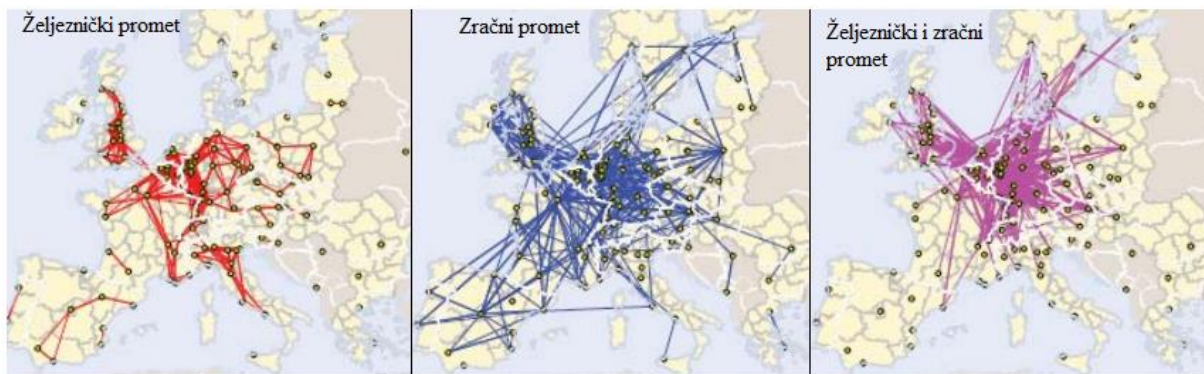 Željeznički promet
Zračni promet
Željeznički i zračni
promet